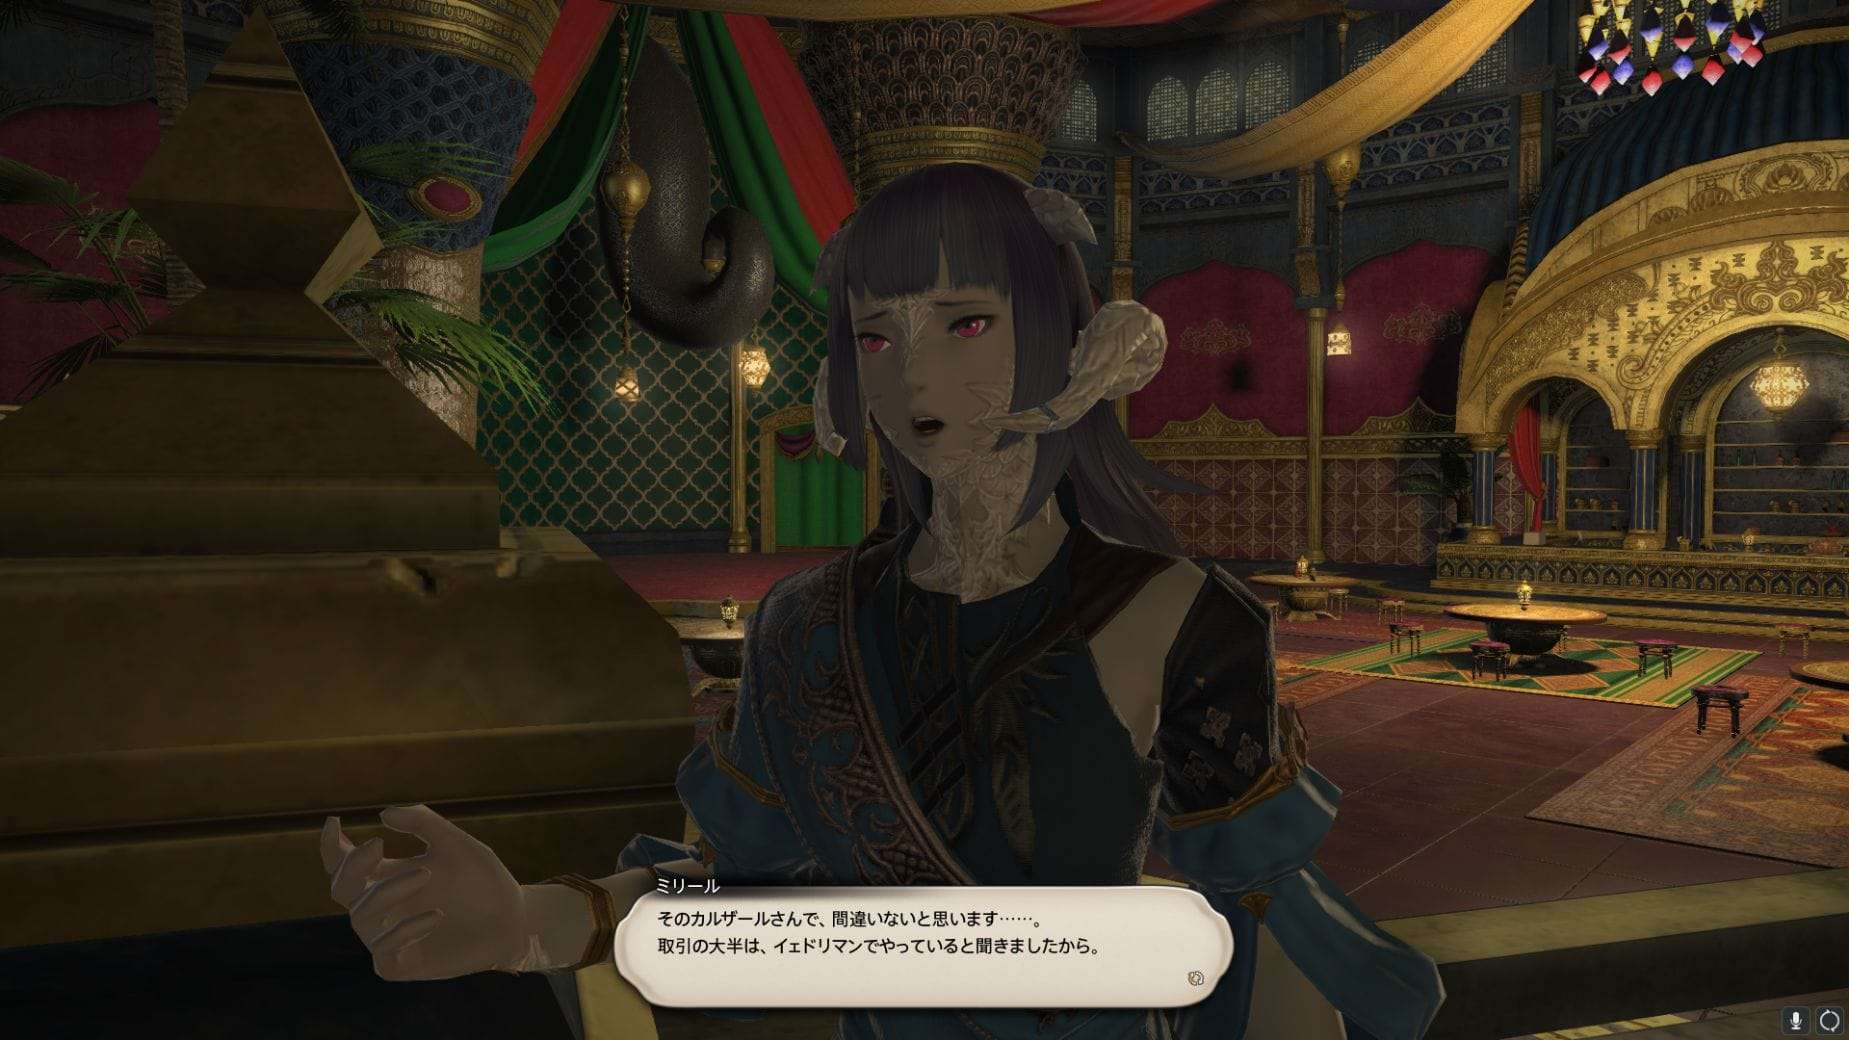 ミリール
そのカルザールさんで、間違いないと思います……。
取引の大半は、イェドリマンでやっていると聞きましたから。